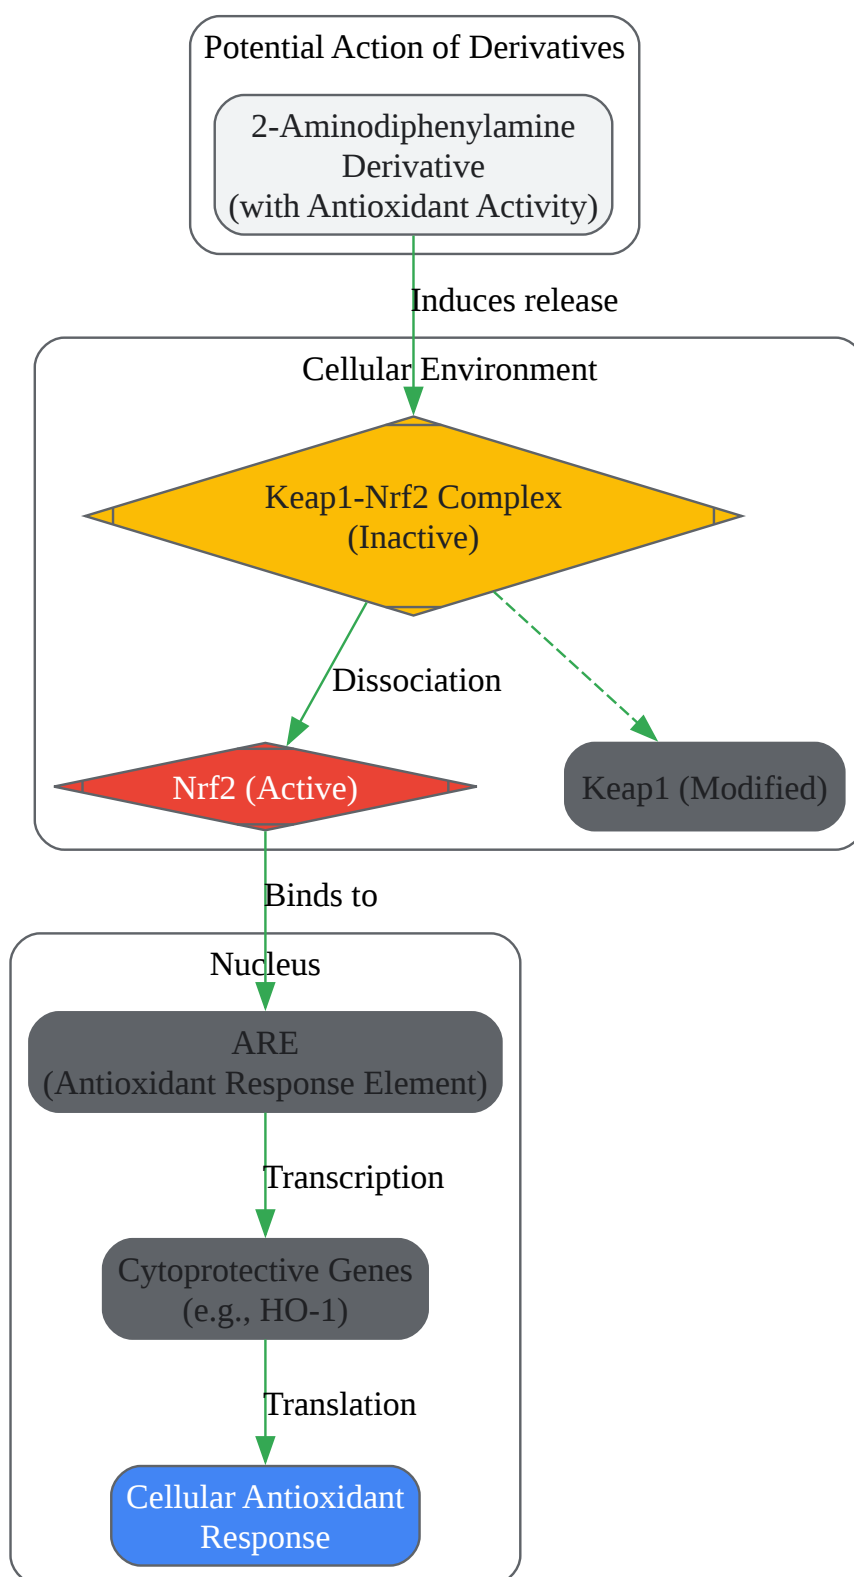 Potential Action of Derivatives
2-Aminodiphenylamine
Derivative
(with Antioxidant Activity)
Induces release
Cellular Environment
Keap1-Nrf2 Complex
(Inactive)
Dissociation
Nrf2 (Active)
Keap1 (Modified)
Binds to
Nucleus
ARE
(Antioxidant Response Element)
Transcription
Cytoprotective Genes
(e.g., HO-1)
Translation
Cellular Antioxidant
Response